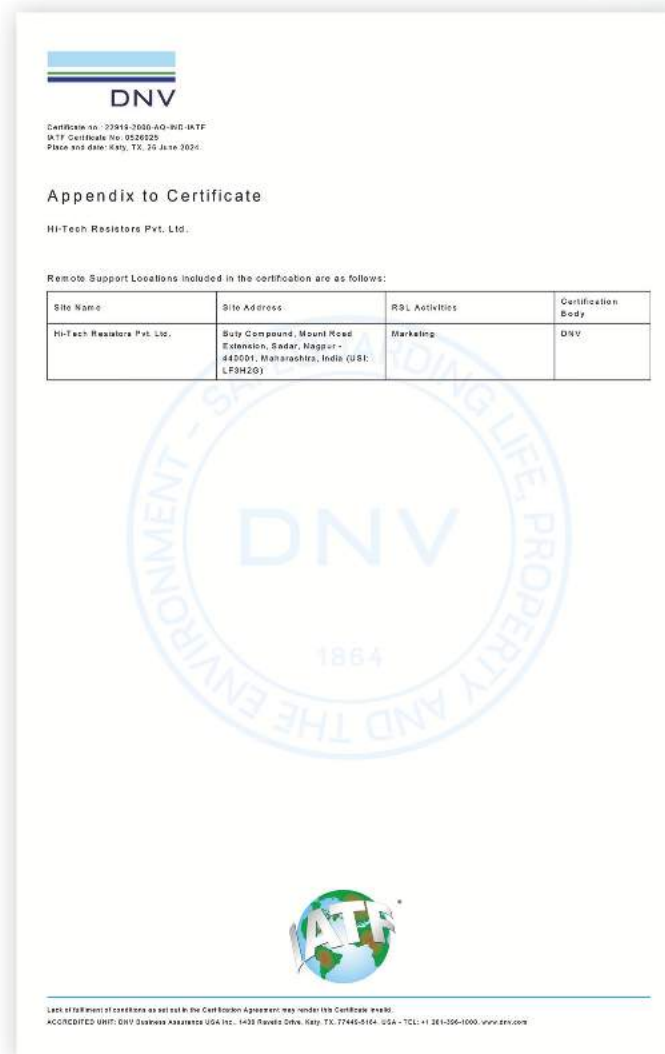 DNV
Certificate no.: 22919-2000-AQ-IND-IATF
IATF Certificate No: 0526025
Place and date: Katy, TX, 26 June 2024
Appendix to Certificate
Hi-Tech Resistors Pvt. Ltd.
Remote Support Locations included in the certification are as follows:
Site Name
Site Address
RSL Activities
Certification
Body
Hi-Tech Resistors Pvt. Ltd.
Buty Compound, Mount Road
Extension, Sadar, Nagpur -
440001, Maharashtra, India (USI:
LF3H2G)
Marketing
DNV
SAFEGUARDING LIFE, PROPERTY AND THE ENVIRONMENT -
DNV
1864
IATF
Lack of fulfilment of conditions as set out in the Certification Agreement may render this Certificate invalid.
ACCREDITED UNIT: DNV Business Assurance USA Inc., 1400 Ravello Drive, Katy, TX, 77449-5164, USA - TEL: +1 281-396-1000. www.dnv.com